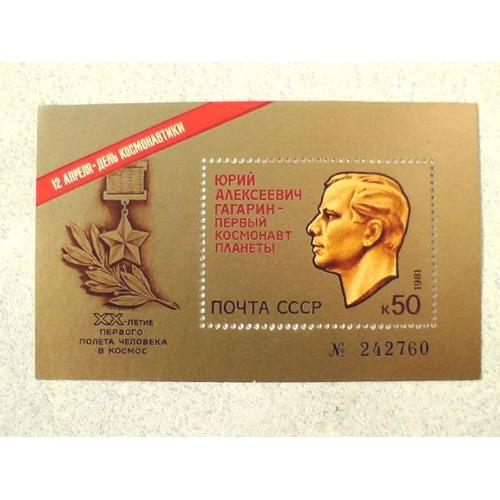 12 АПРЕЛЯ-ДЕНЬ КОСМОНАВТИКИ
ЮРИЙ
АЛЕКСЕЕВИЧ
ГАГАРИН-
ПЕРВЫЙ
КОСМОНАВТ
ПЛАНЕТЫ
1981
ПОЧТА СССР
к50
XX-ЛЕТИЕ
ПЕРВОГО
ПОЛЕТА ЧЕЛОВЕКА
В КОСМОС
№ 242760